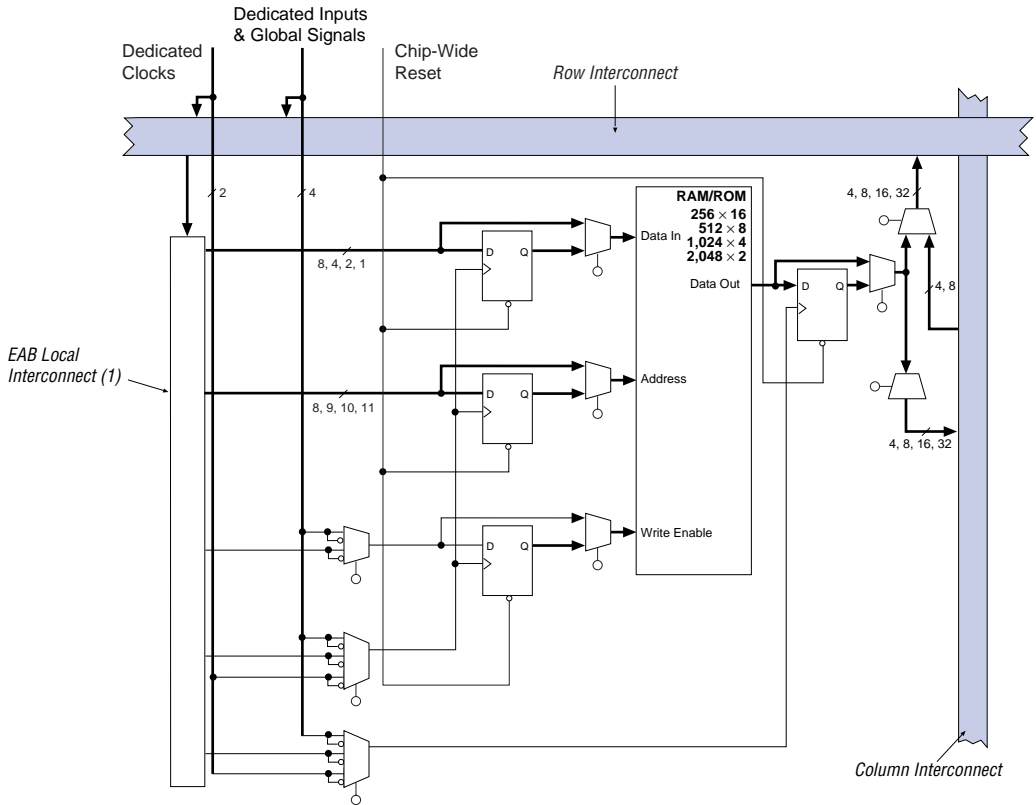 Dedicated Inputs
& Global Signals
Dedicated
Clocks
Chip-Wide
Reset
Row Interconnect
2
4
4, 8, 16, 32
RAM/ROM
256 × 16
512 × 8
1,024 × 4
2,048 × 2
Data In
D
Q
8, 4, 2, 1
Data Out
D
Q
4, 8
EAB Local
Interconnect (1)
Address
D
Q
8, 9, 10, 11
4, 8, 16, 32
Write Enable
D
Q
Column Interconnect